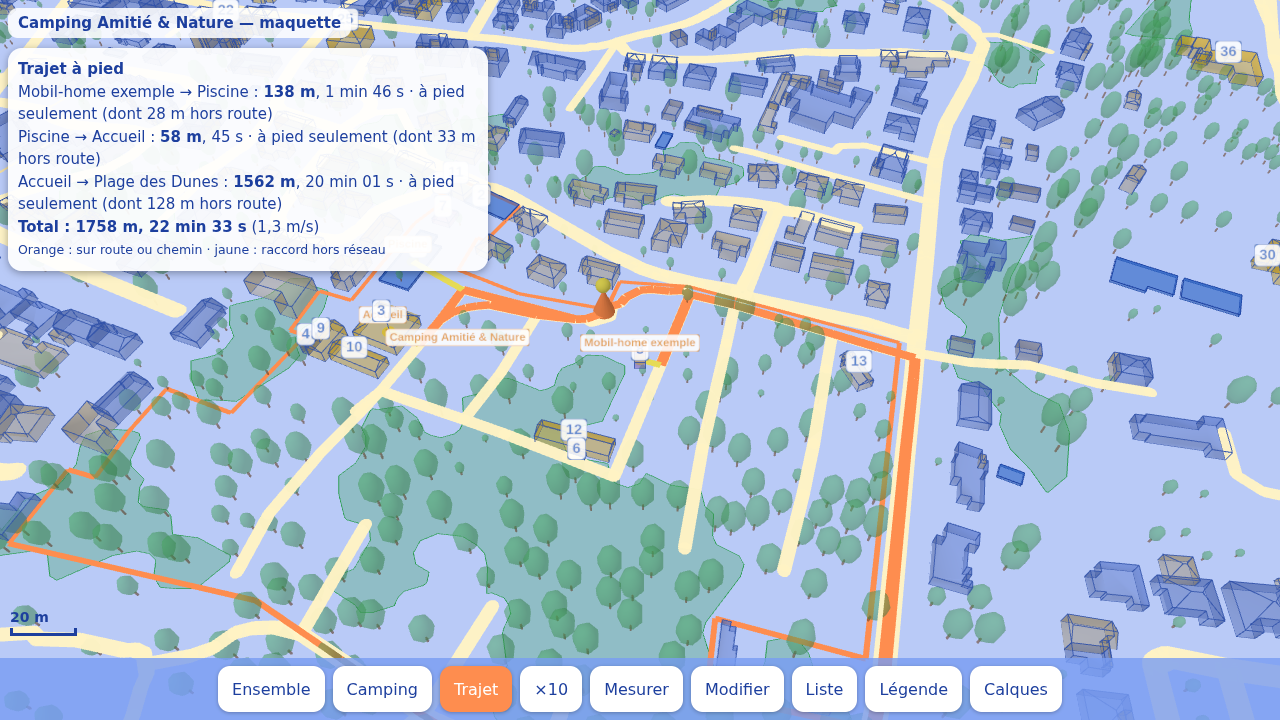 Camping Amitié & Nature — maquette
Trajet à pied
Mobil-home exemple → Piscine : 138 m, 1 min 46 s · à pied
seulement (dont 28 m hors route)
Piscine → Accueil : 58 m, 45 s · à pied seulement (dont 33 m
hors route)
Accueil → Plage des Dunes : 1562 m, 20 min 01 s · à pied
seulement (dont 128 m hors route)
Total : 1758 m, 22 min 33 s (1,3 m/s)
Orange : sur route ou chemin · jaune : raccord hors réseau
36
30
3
4
9
10
Camping Amitié & Nature
Mobil-home exemple
13
12
6
20 m
Ensemble
Camping
Trajet
×10
Mesurer
Modifier
Liste
Légende
Calques